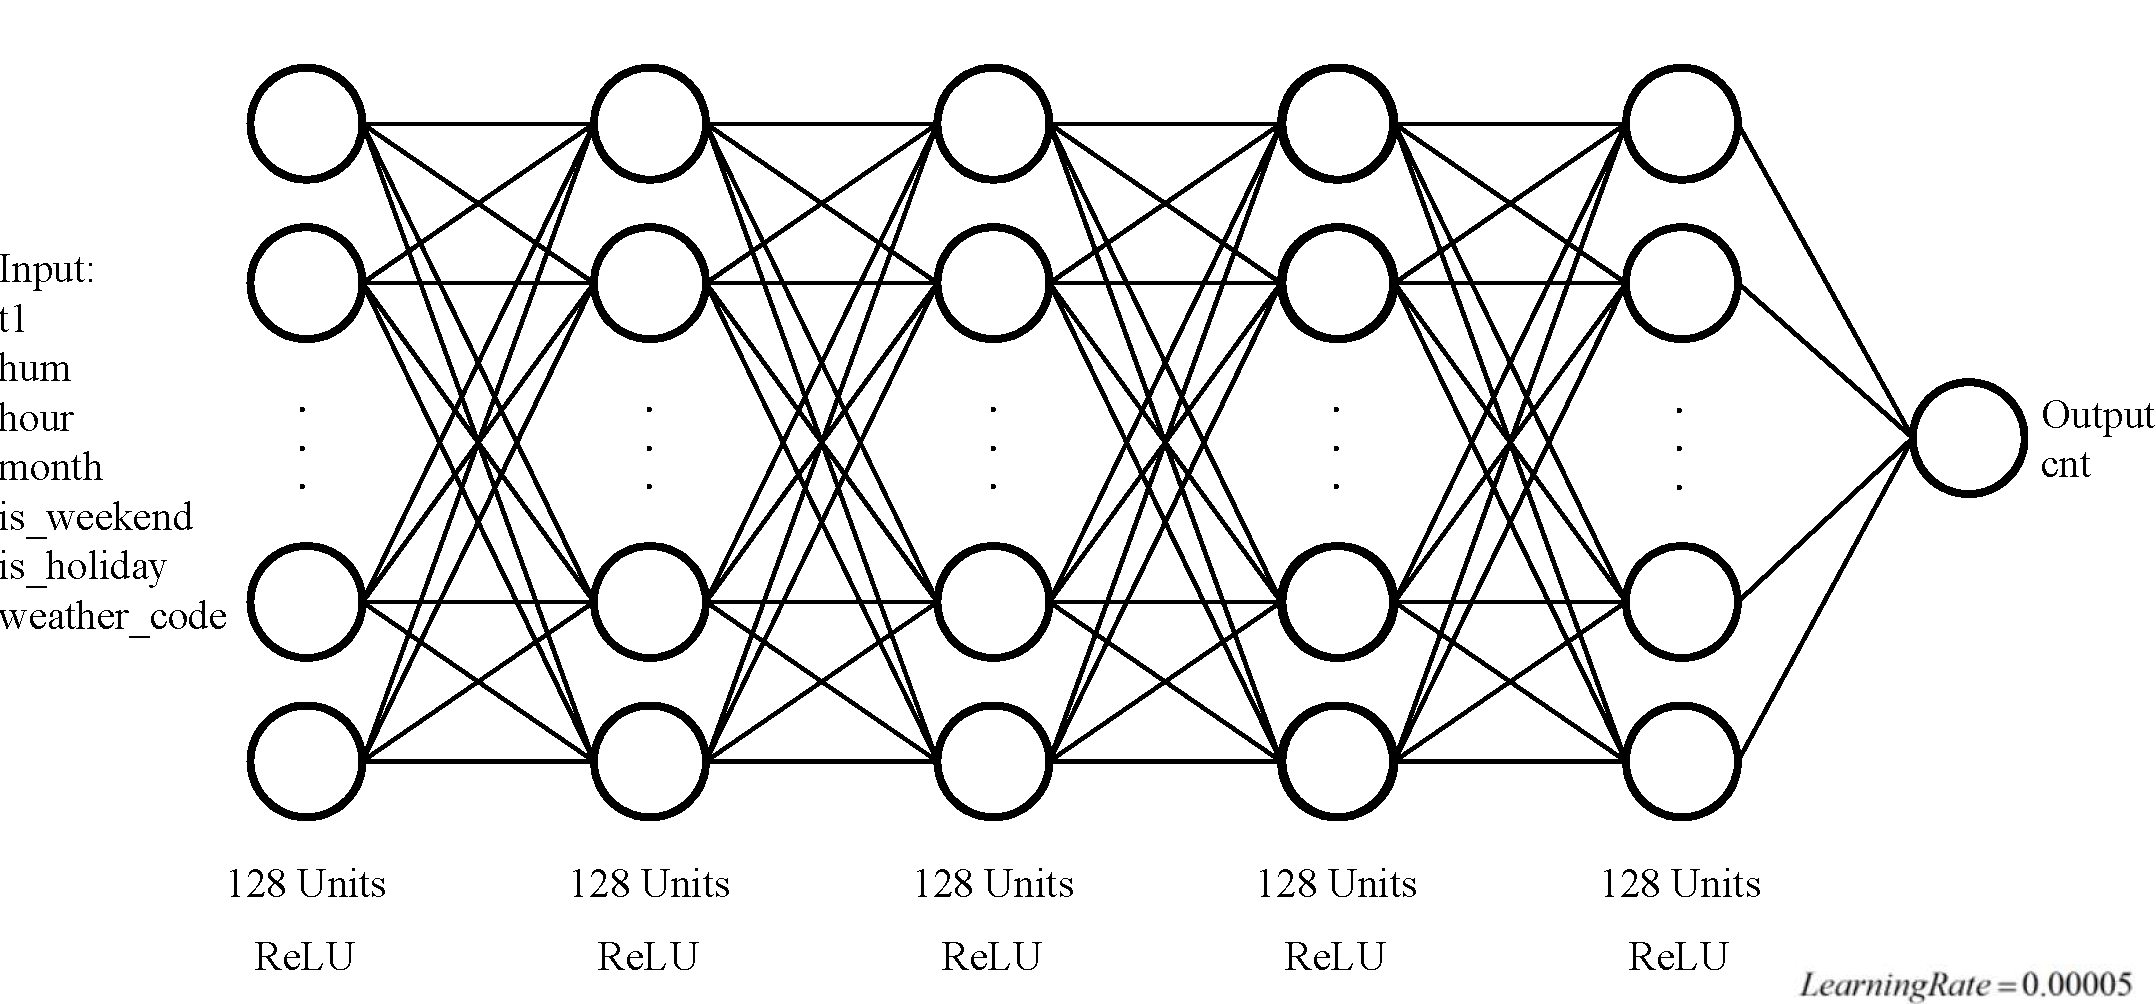 Input:
t1
hum
hour
month
is_weekend
is_holiday
weather_code
Output
cnt
128 Units
128 Units
128 Units
128 Units
128 Units
ReLU
ReLU
ReLU
ReLU
ReLU
LearningRate = 0.00005